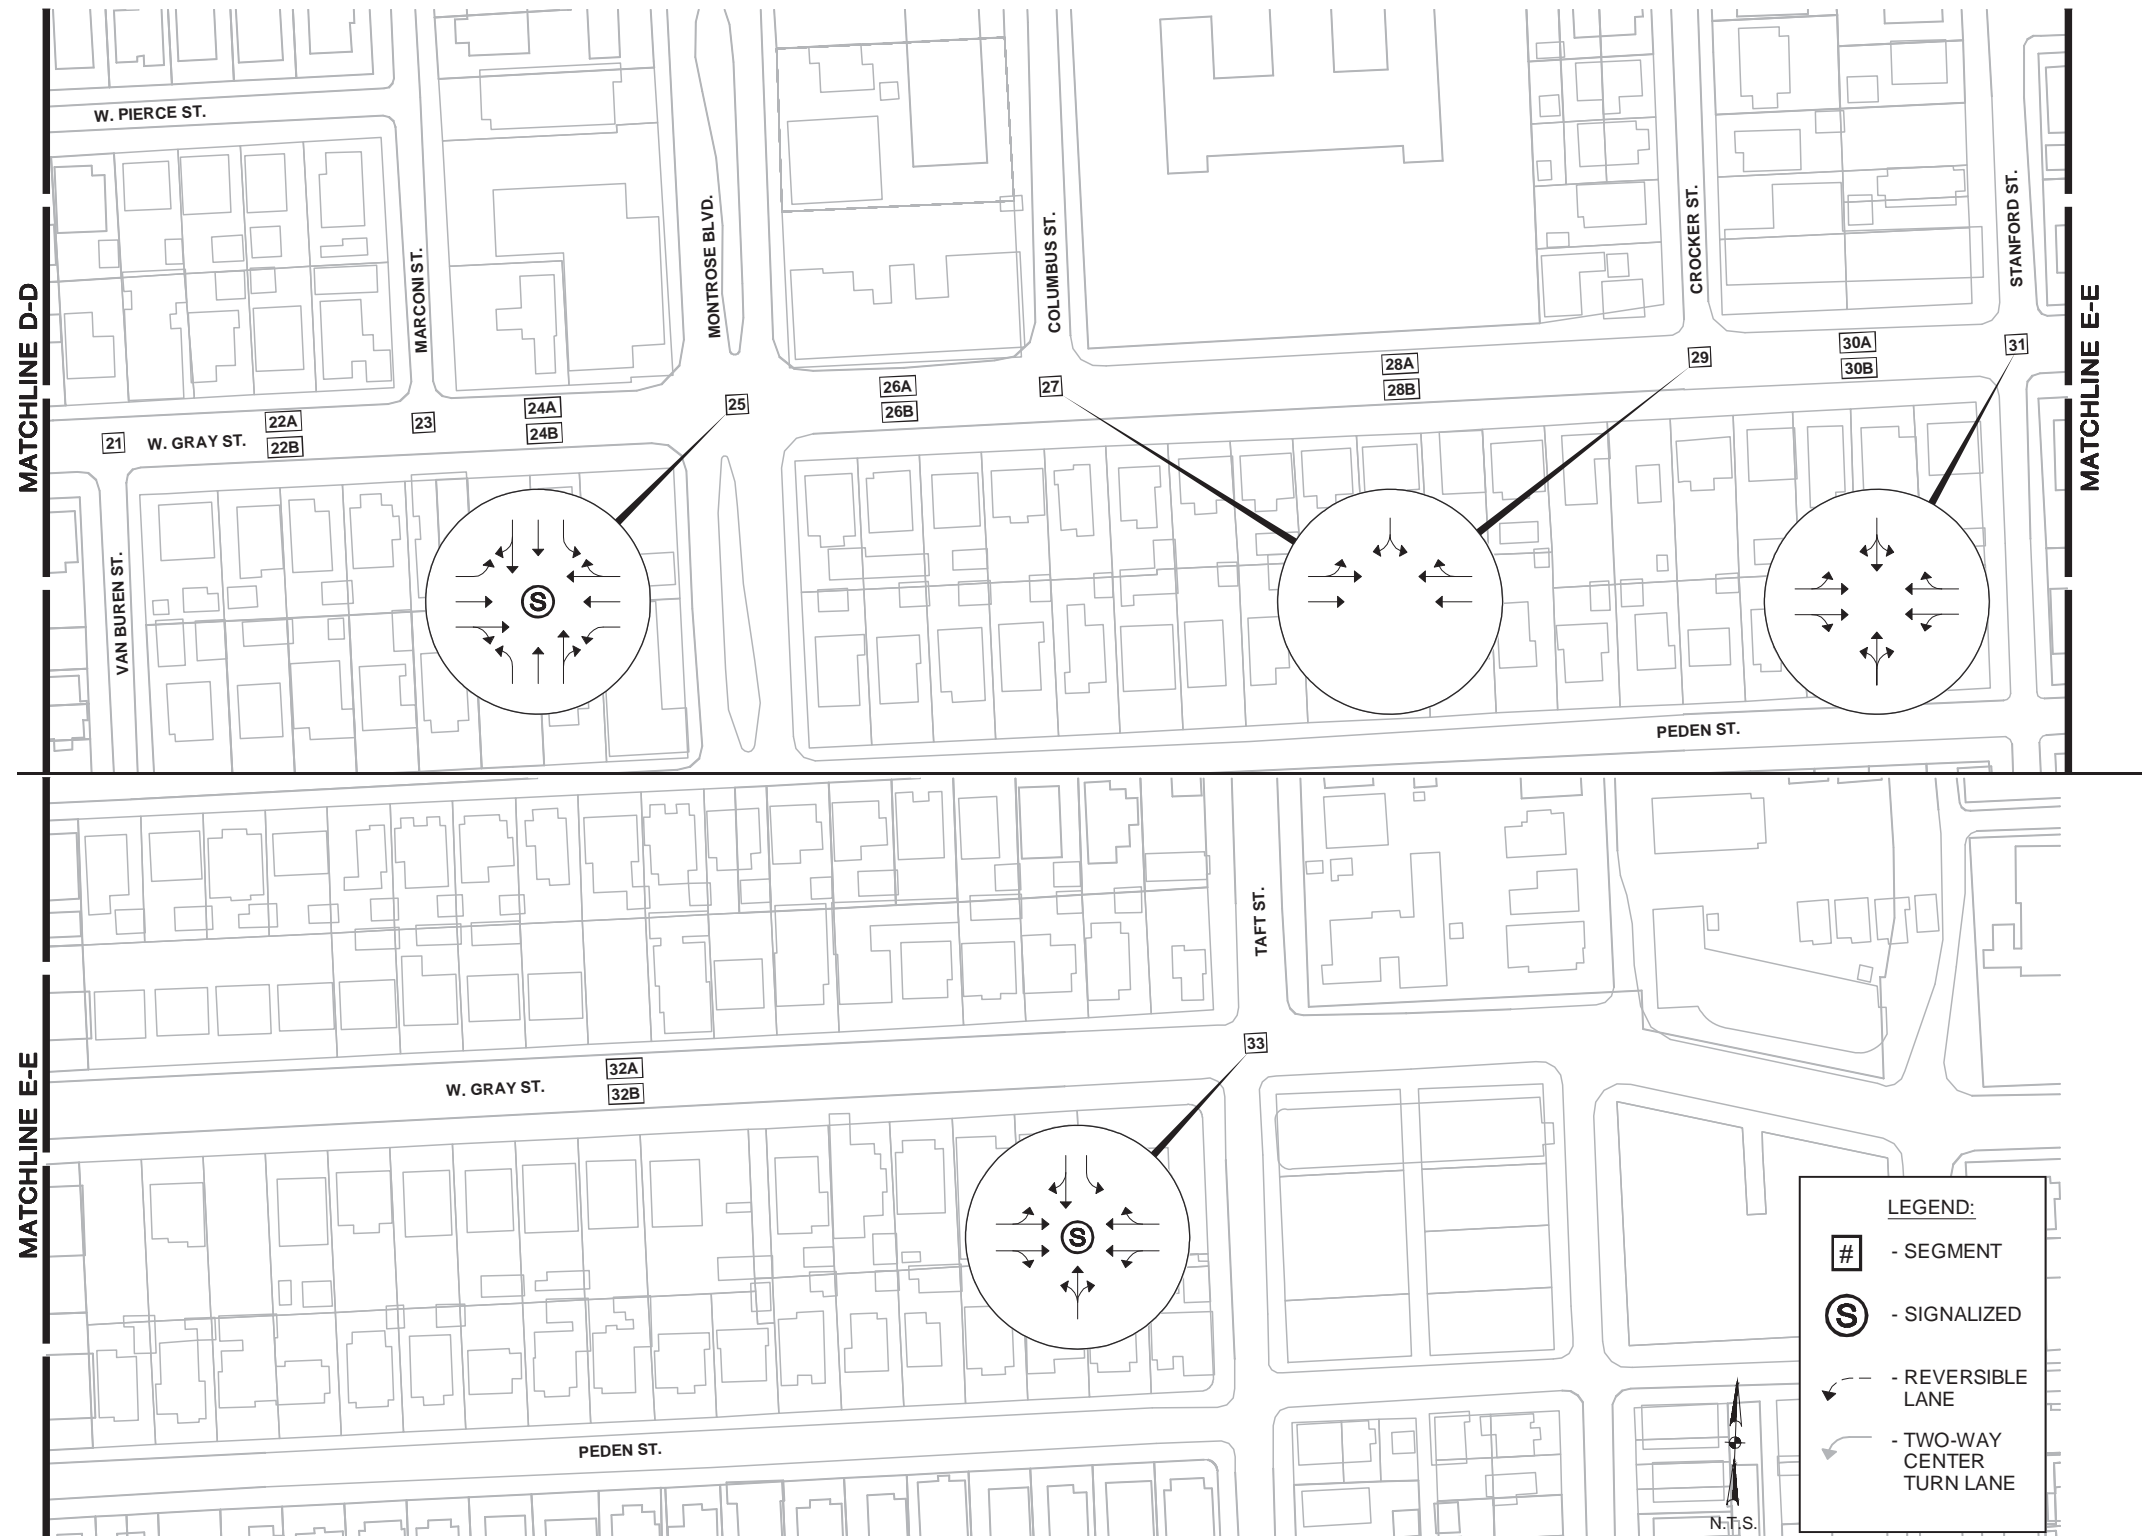 W. PIERCE ST.
MARCONI ST.
MONTROSE BLVD.
COLUMBUS ST.
CROCKER ST.
STANFORD ST.
MATCHLINE D-D
MATCHLINE E-E
21
W. GRAY ST.
22A
22B
23
24A
24B
25
26A
26B
27
28A
28B
29
30A
30B
31
VAN BUREN ST.
S
PEDEN ST.
TAFT ST.
MATCHLINE E-E
W. GRAY ST.
32A
32B
33
S
PEDEN ST.
LEGEND:
# - SEGMENT
S - SIGNALIZED
- REVERSIBLE
LANE
- TWO-WAY
CENTER
TURN LANE
N.T.S.